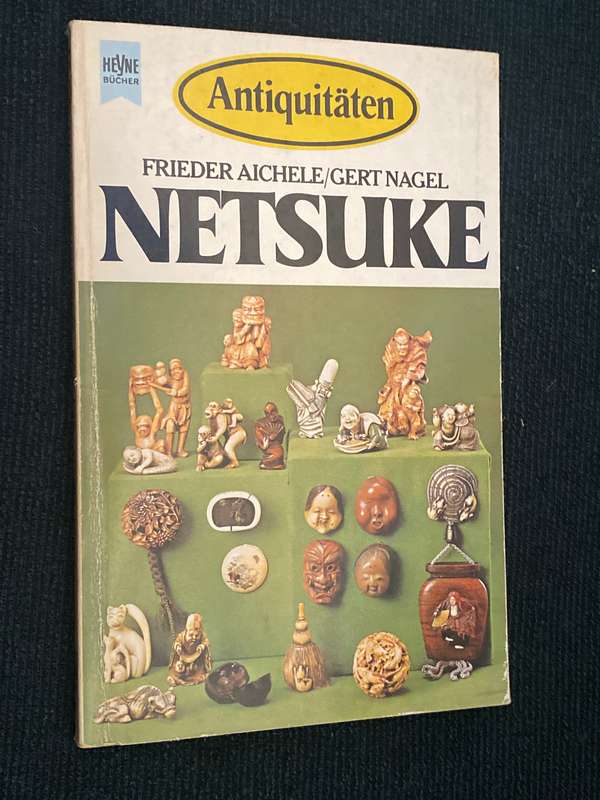 HEYNE
BÜCHER
Antiquitäten
FRIEDER AICHELE/GERT NAGEL
NETSUKE